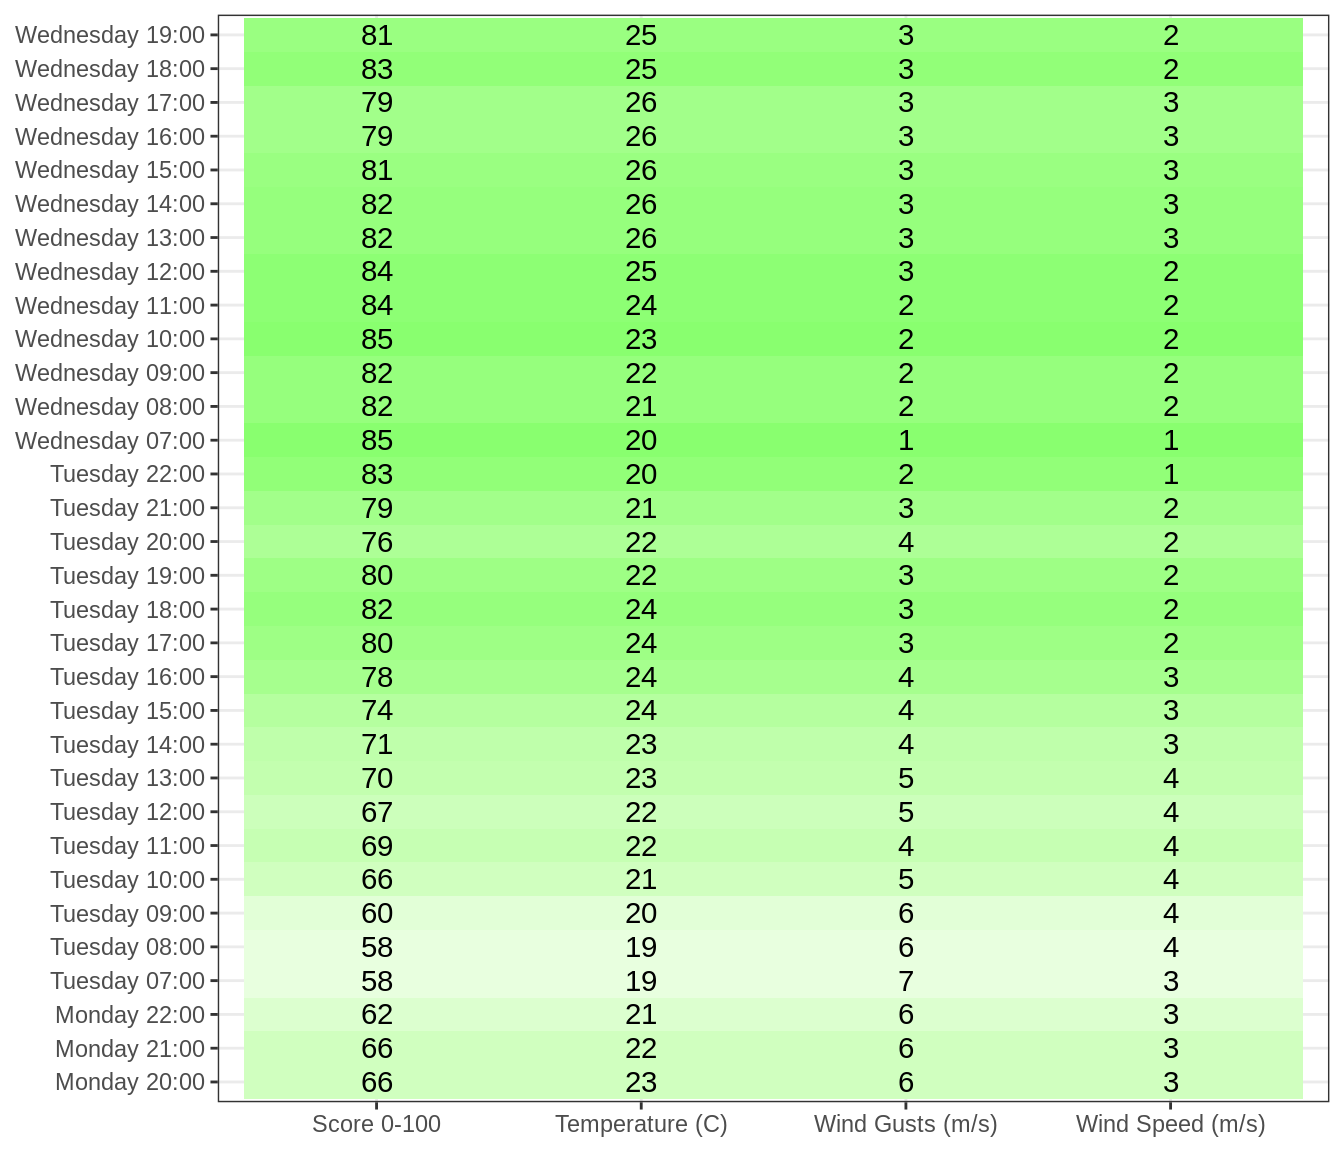 Wednesday 19:00 81 25 3 2
Wednesday 18:00 83 25 3 2
Wednesday 17:00 79 26 3 3
Wednesday 16:00 79 26 3 3
Wednesday 15:00 81 26 3 3
Wednesday 14:00 82 26 3 3
Wednesday 13:00 82 26 3 3
Wednesday 12:00 84 25 3 2
Wednesday 11:00 84 24 2 2
Wednesday 10:00 85 23 2 2
Wednesday 09:00 82 22 2 2
Wednesday 08:00 82 21 2 2
Wednesday 07:00 85 20 1 1
Tuesday 22:00 83 20 2 1
Tuesday 21:00 79 21 3 2
Tuesday 20:00 76 22 4 2
Tuesday 19:00 80 22 3 2
Tuesday 18:00 82 24 3 2
Tuesday 17:00 80 24 3 2
Tuesday 16:00 78 24 4 3
Tuesday 15:00 74 24 4 3
Tuesday 14:00 71 23 4 3
Tuesday 13:00 70 23 5 4
Tuesday 12:00 67 22 5 4
Tuesday 11:00 69 22 4 4
Tuesday 10:00 66 21 5 4
Tuesday 09:00 60 20 6 4
Tuesday 08:00 58 19 6 4
Tuesday 07:00 58 19 7 3
Monday 22:00 62 21 6 3
Monday 21:00 66 22 6 3
Monday 20:00 66 23 6 3
Score 0-100 Temperature (C) Wind Gusts (m/s) Wind Speed (m/s)